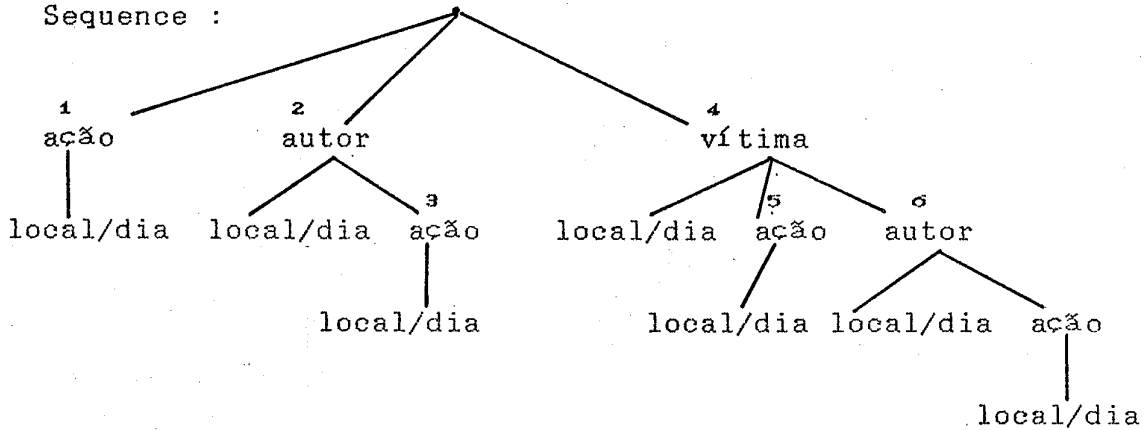 Sequence :
1 2 4
ação autor vítima
3 5 6
local/dia local/dia ação local/dia ação autor
local/dia local/dia local/dia ação
local/dia